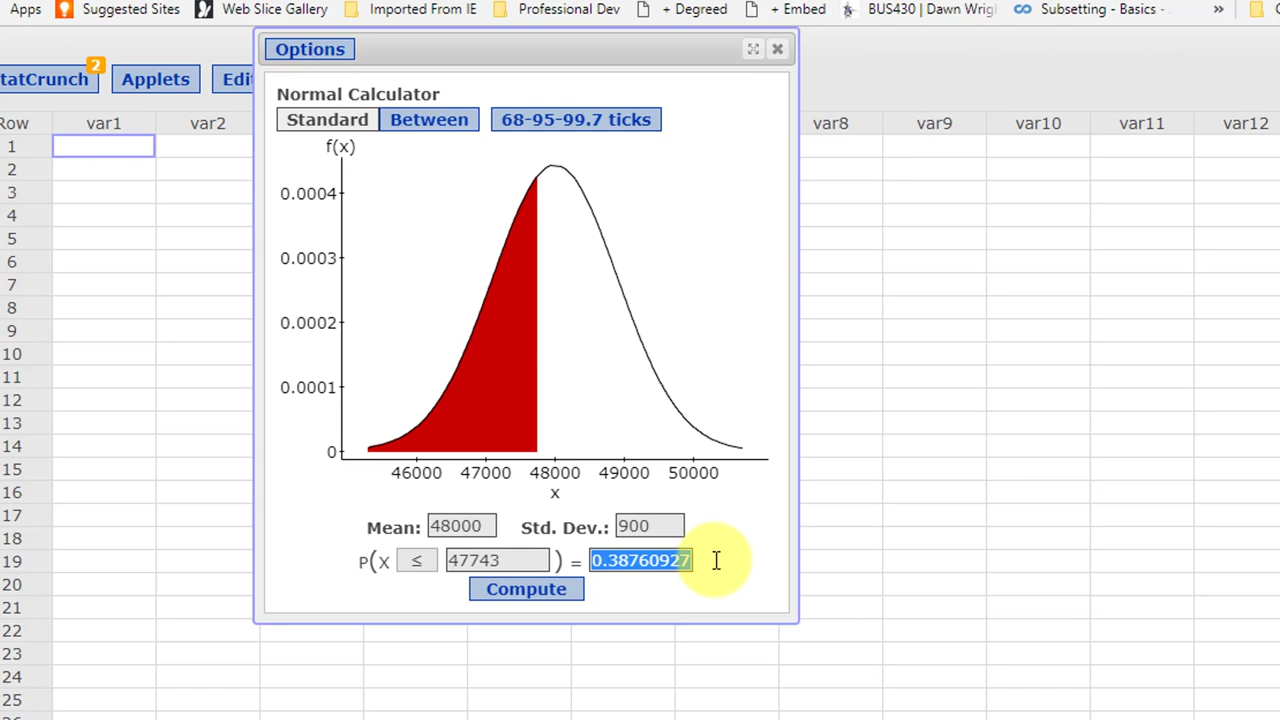 Apps Suggested Sites Web Slice Gallery Imported From IE Professional Dev + Degreed + Embed BUS430 | Dawn Wrig Subsetting - Basics - »
Options
tatCrunch 2 Applets Edi
Normal Calculator
Standard Between 68-95-99.7 ticks
Row var1 var2 var8 var9 var10 var11 var12
f(x)
0.0004
0.0003
0.0002
0.0001
0
46000 47000 48000 49000 50000
x
Mean: 48000 Std. Dev.: 900
P(X ≤ 47743 ) = 0.38760927
Compute
1
2
3
4
5
6
7
8
9
10
11
12
13
14
15
16
17
18
19
20
21
22
23
24
25